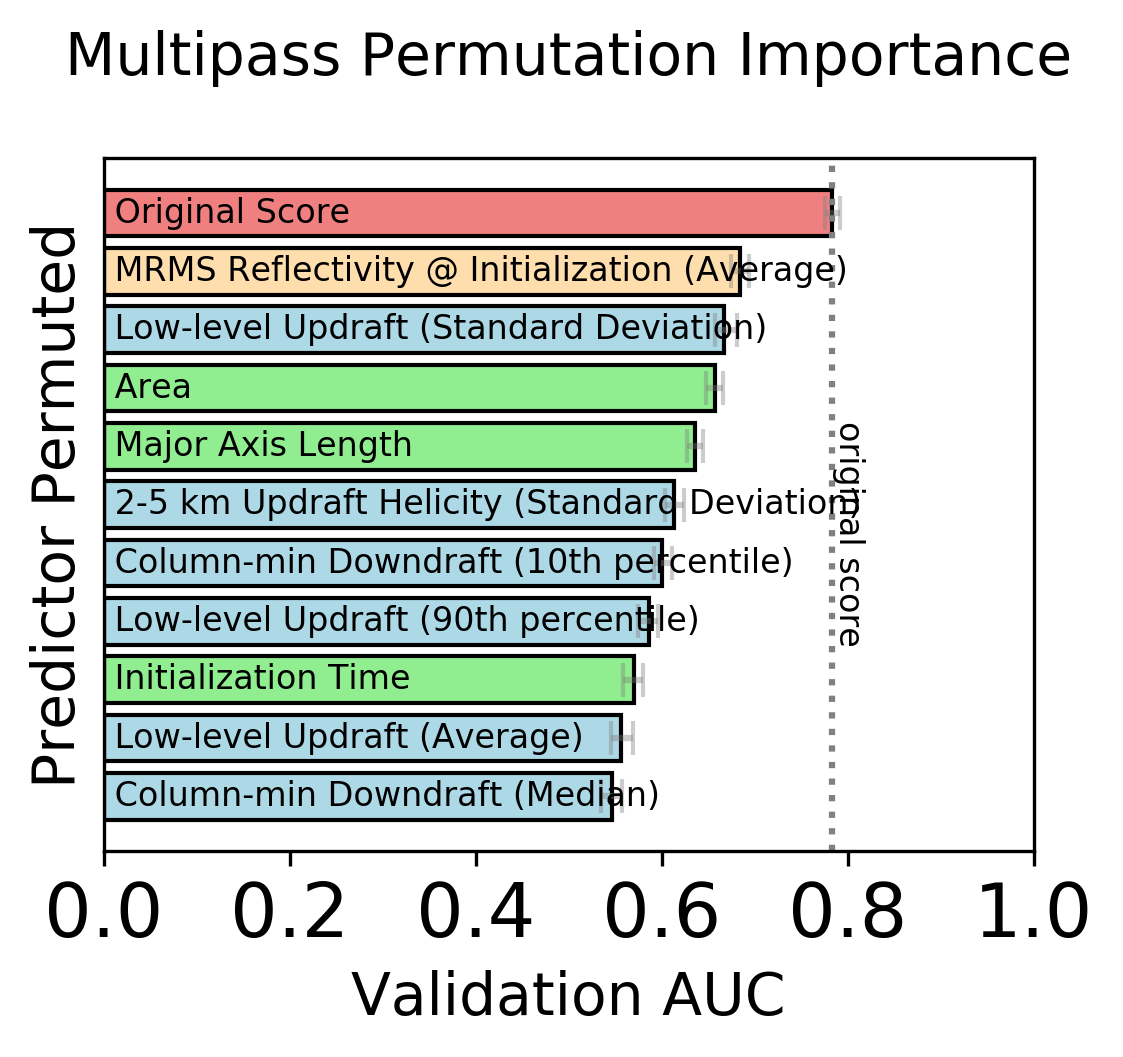 Multipass Permutation Importance
Predictor Permuted
Original Score
MRMS Reflectivity @ Initialization (Average)
Low-level Updraft (Standard Deviation)
Area
Major Axis Length
2-5 km Updraft Helicity (Standard Deviation)
Column-min Downdraft (10th percentile)
Low-level Updraft (90th percentile)
Initialization Time
Low-level Updraft (Average)
Column-min Downdraft (Median)
original score
0.0 0.2 0.4 0.6 0.8 1.0
Validation AUC